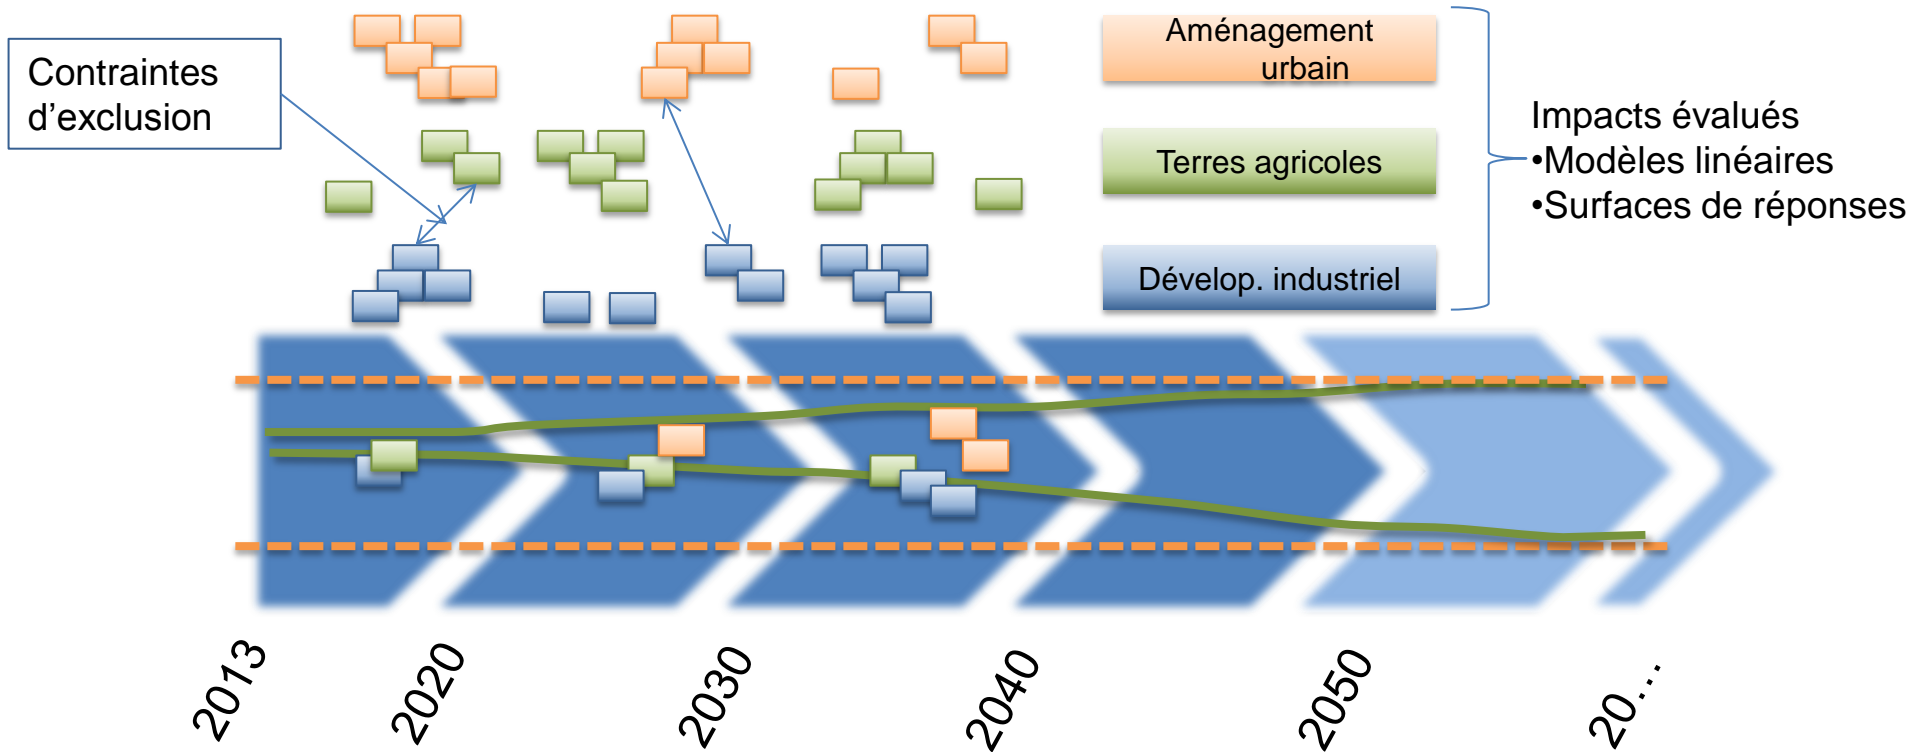 Contraintes
d’exclusion
Aménagement
urbain
Terres agricoles
Dévelop. industriel
Impacts évalués
•Modèles linéaires
•Surfaces de réponses
2013
2020
2030
2040
2050
20…